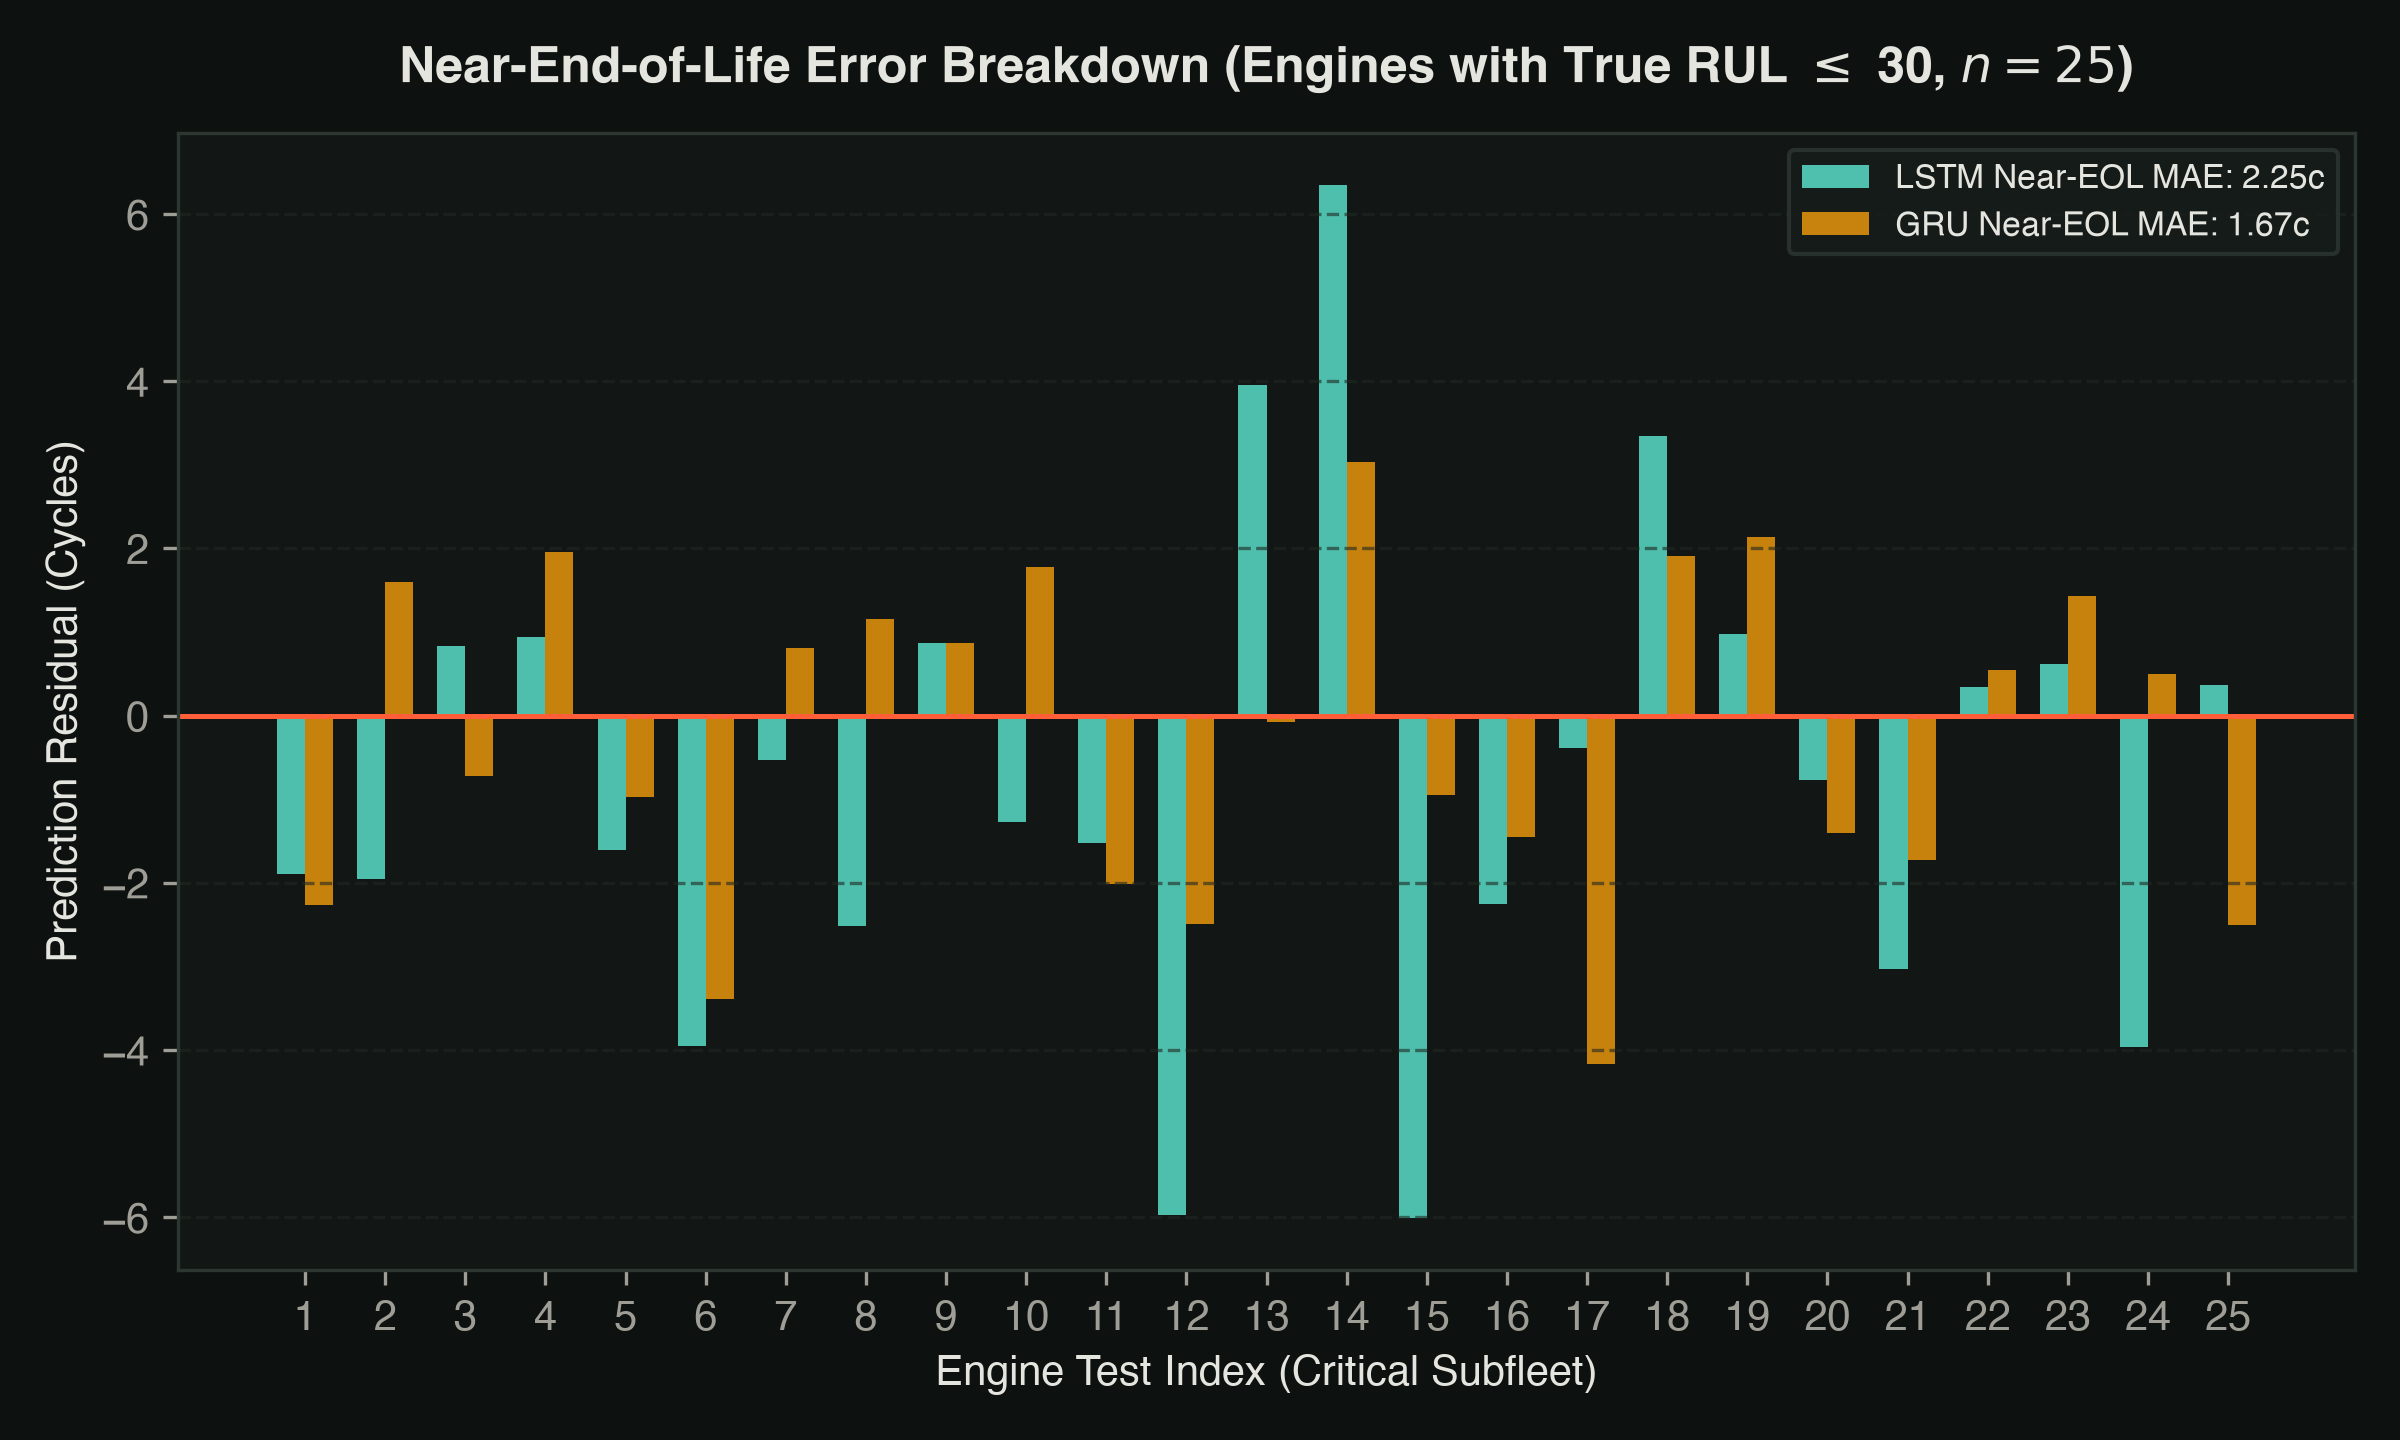 Near-End-of-Life Error Breakdown (Engines with True RUL ≤ 30, n = 25)
LSTM Near-EOL MAE: 2.25c
GRU Near-EOL MAE: 1.67c
Prediction Residual (Cycles)
6
4
2
0
−2
−4
−6
1 2 3 4 5 6 7 8 9 10 11 12 13 14 15 16 17 18 19 20 21 22 23 24 25
Engine Test Index (Critical Subfleet)